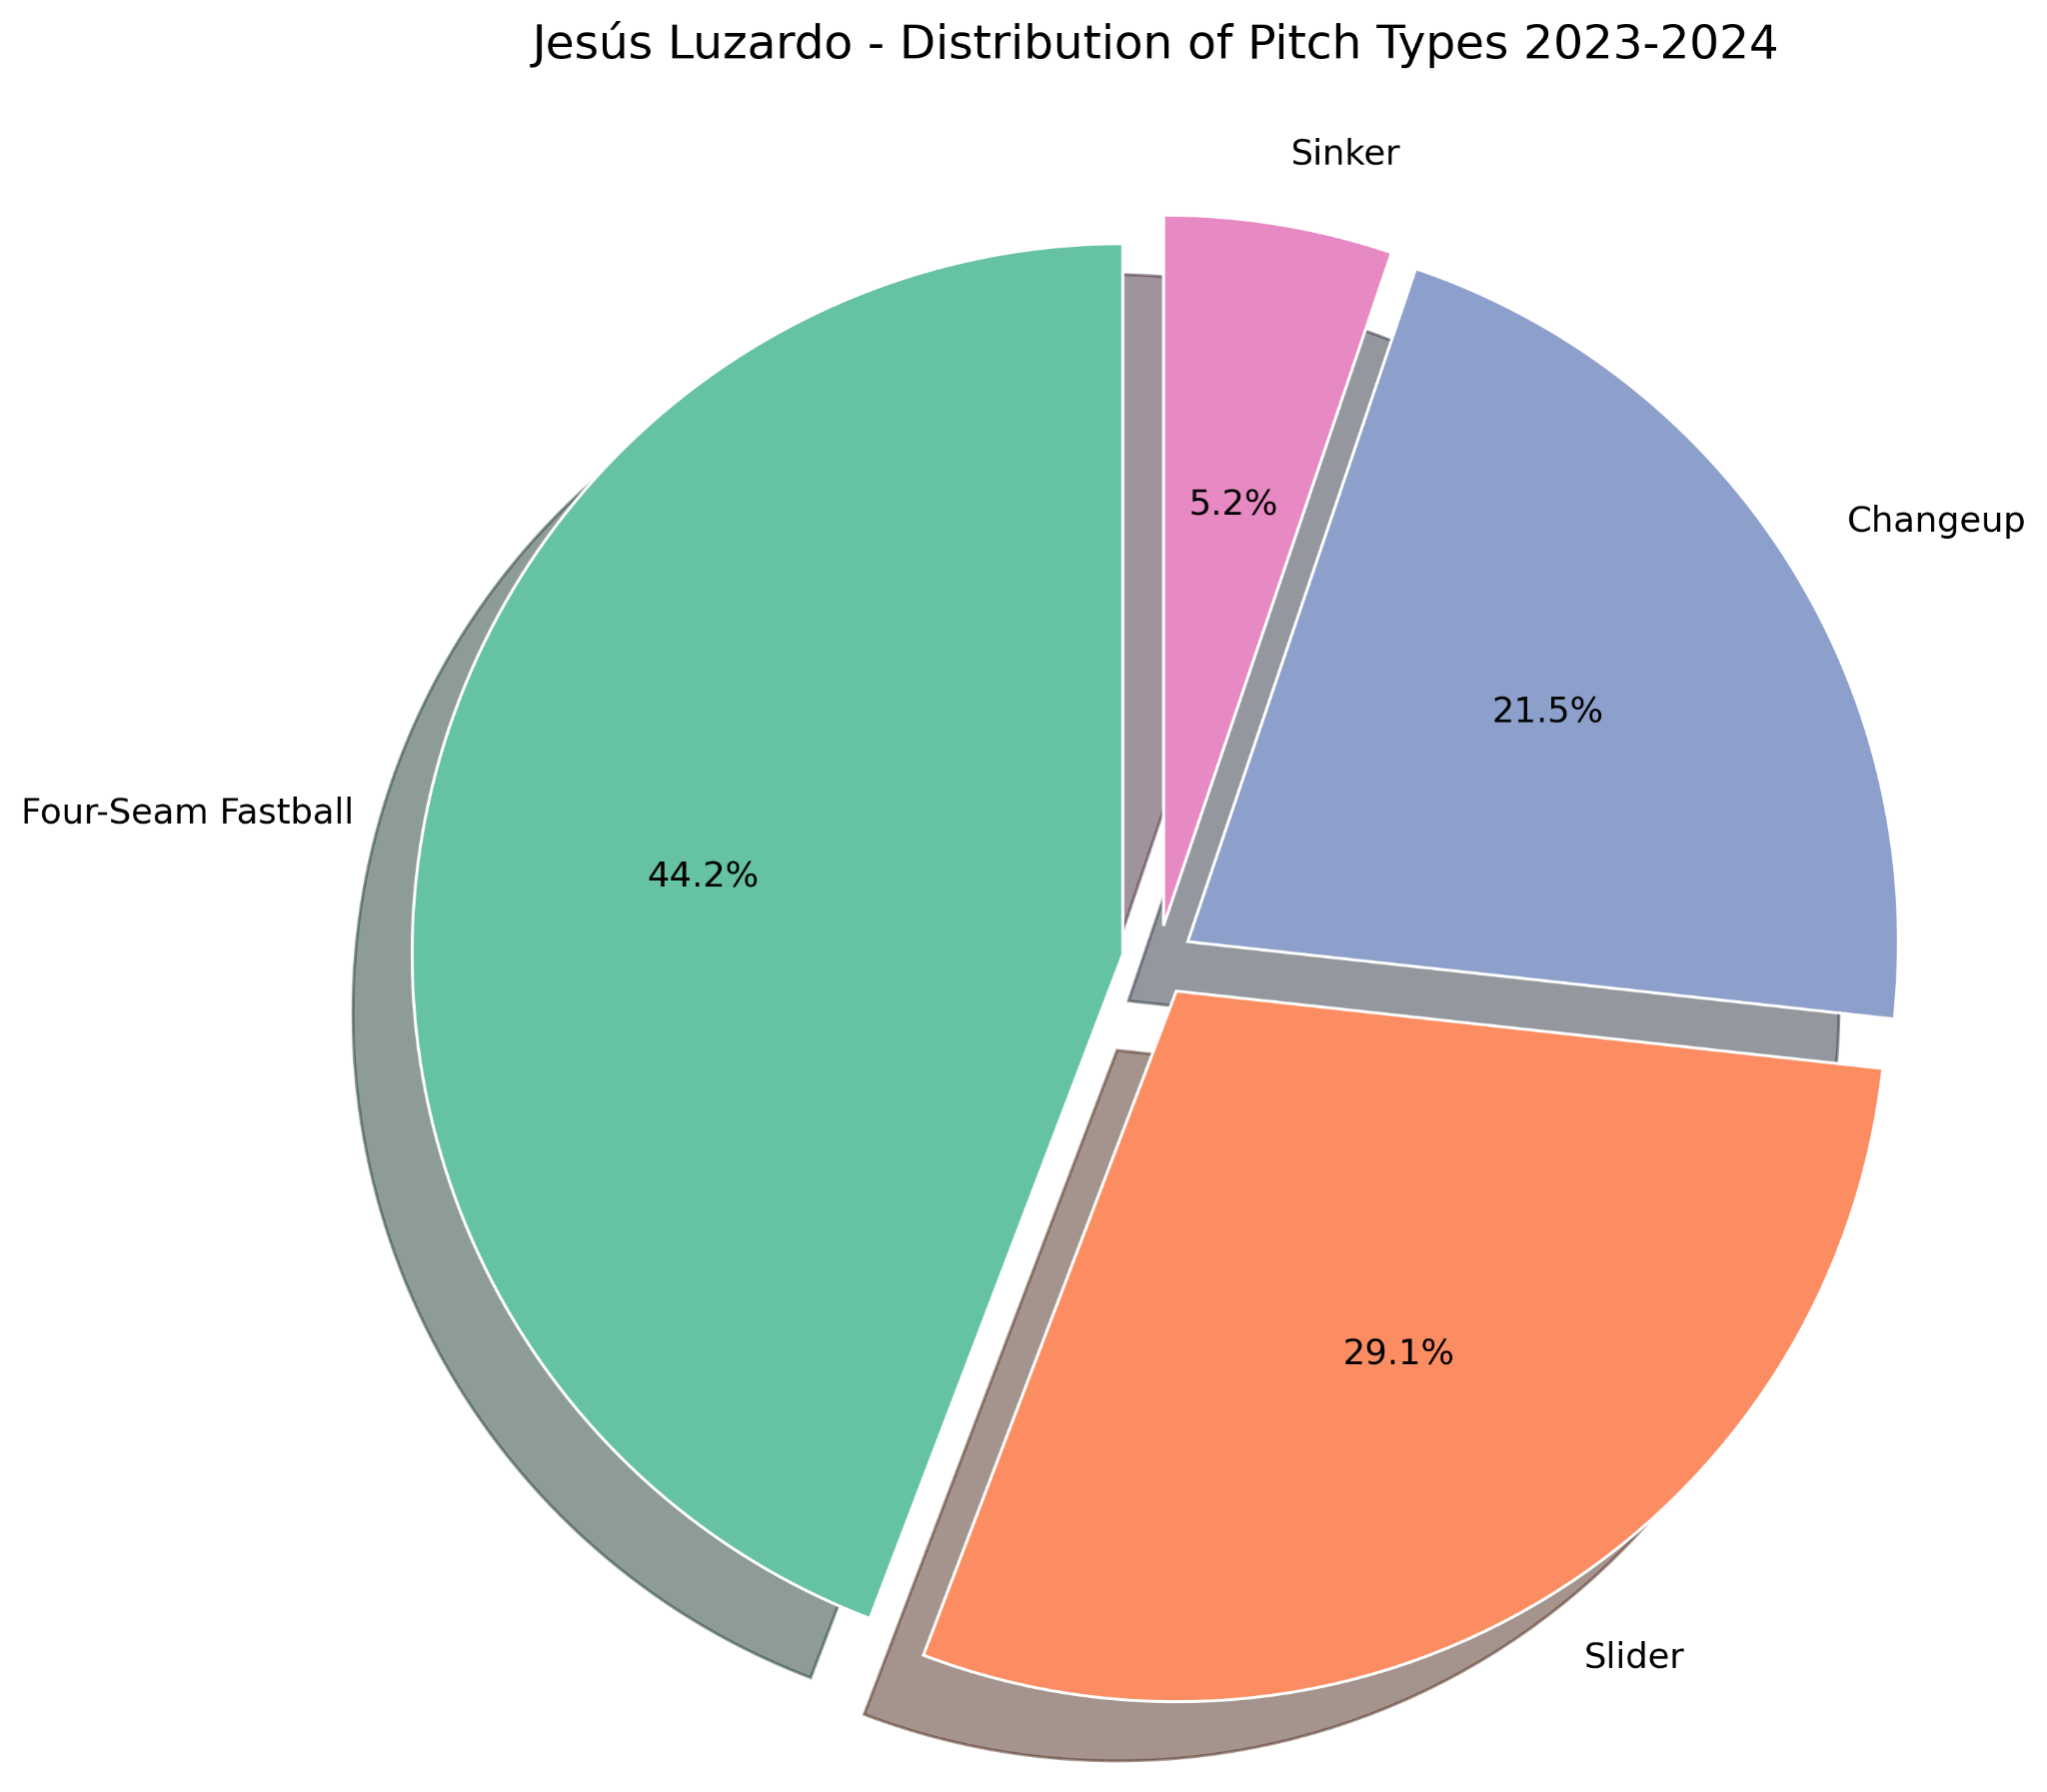 Jesús Luzardo - Distribution of Pitch Types 2023-2024
Sinker
5.2%
Changeup
21.5%
Four-Seam Fastball
44.2%
29.1%
Slider